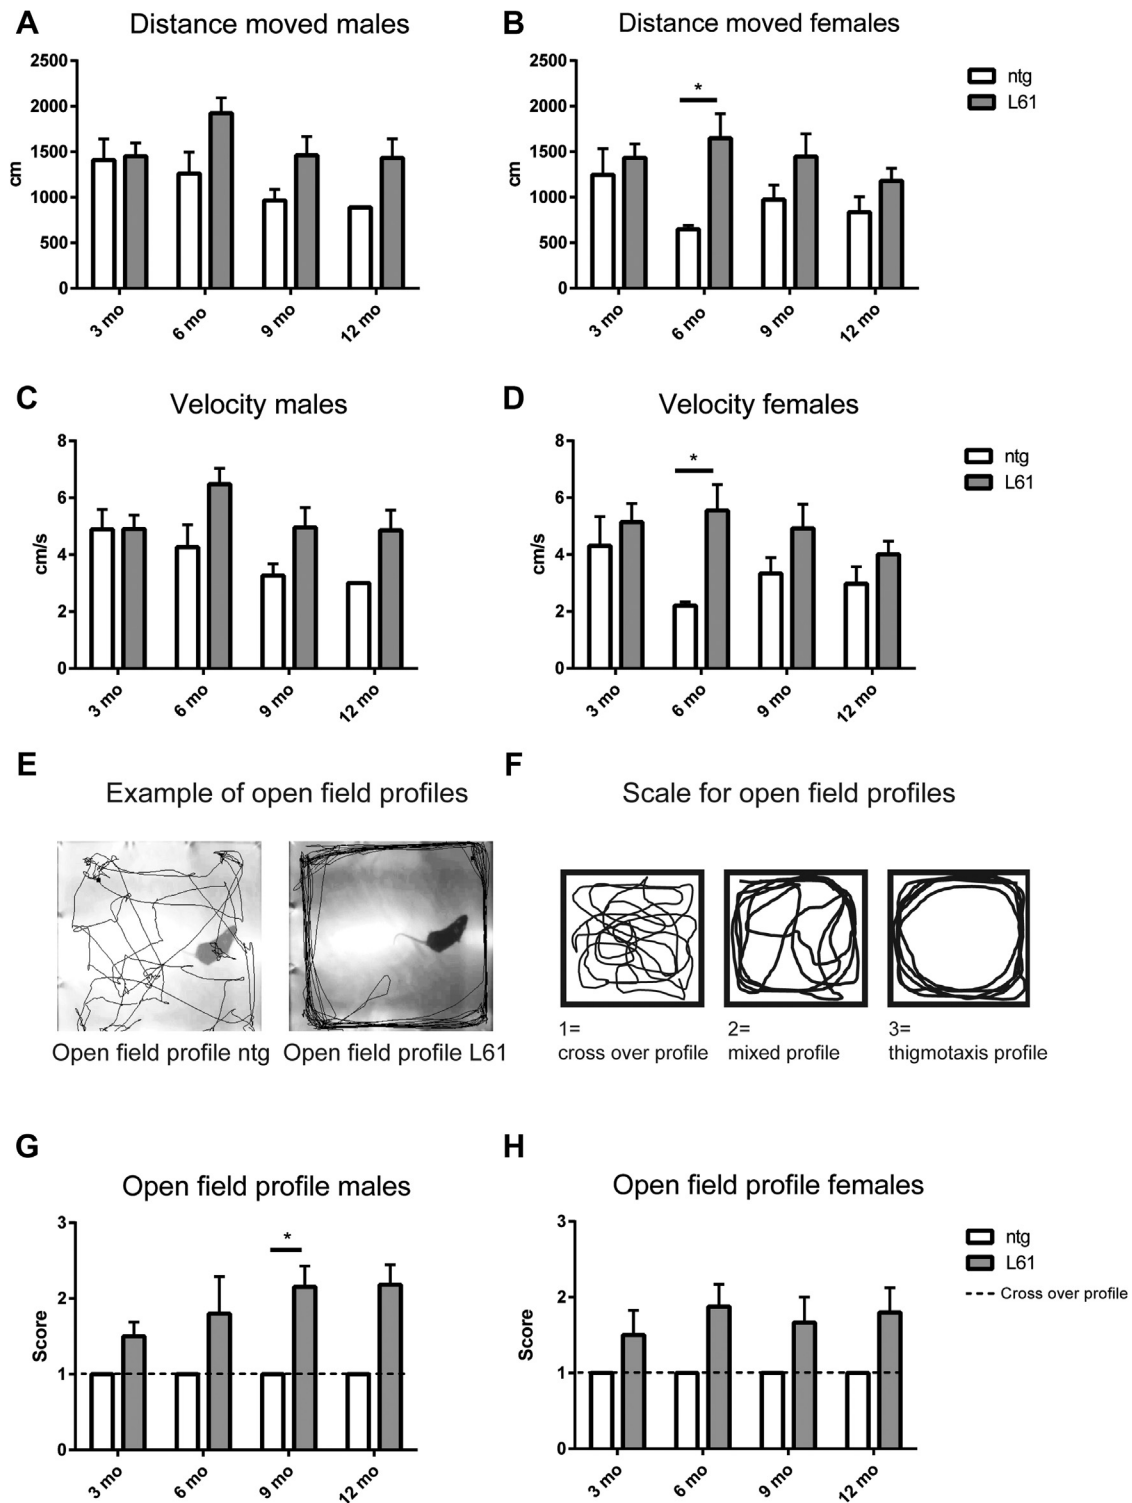 A Distance moved males
2500
2000
1500
1000
500
0
cm
3 mo
6 mo
9 mo
12 mo
B Distance moved females
2500
2000
1500
1000
500
0
cm
*
3 mo
6 mo
9 mo
12 mo
ntg
L61
C Velocity males
8
6
4
2
0
cm/s
3 mo
6 mo
9 mo
12 mo
D Velocity females
8
6
4
2
0
cm/s
*
3 mo
6 mo
9 mo
12 mo
ntg
L61
E
Example of open field profiles
Open field profile ntg
Open field profile L61
F
Scale for open field profiles
1=
cross over profile
2=
mixed profile
3=
thigmotaxis profile
G
Open field profile males
3
2
1
0
Score
*
3 mo
6 mo
9 mo
12 mo
H
Open field profile females
3
2
1
0
Score
3 mo
6 mo
9 mo
12 mo
ntg
L61
Cross over profile